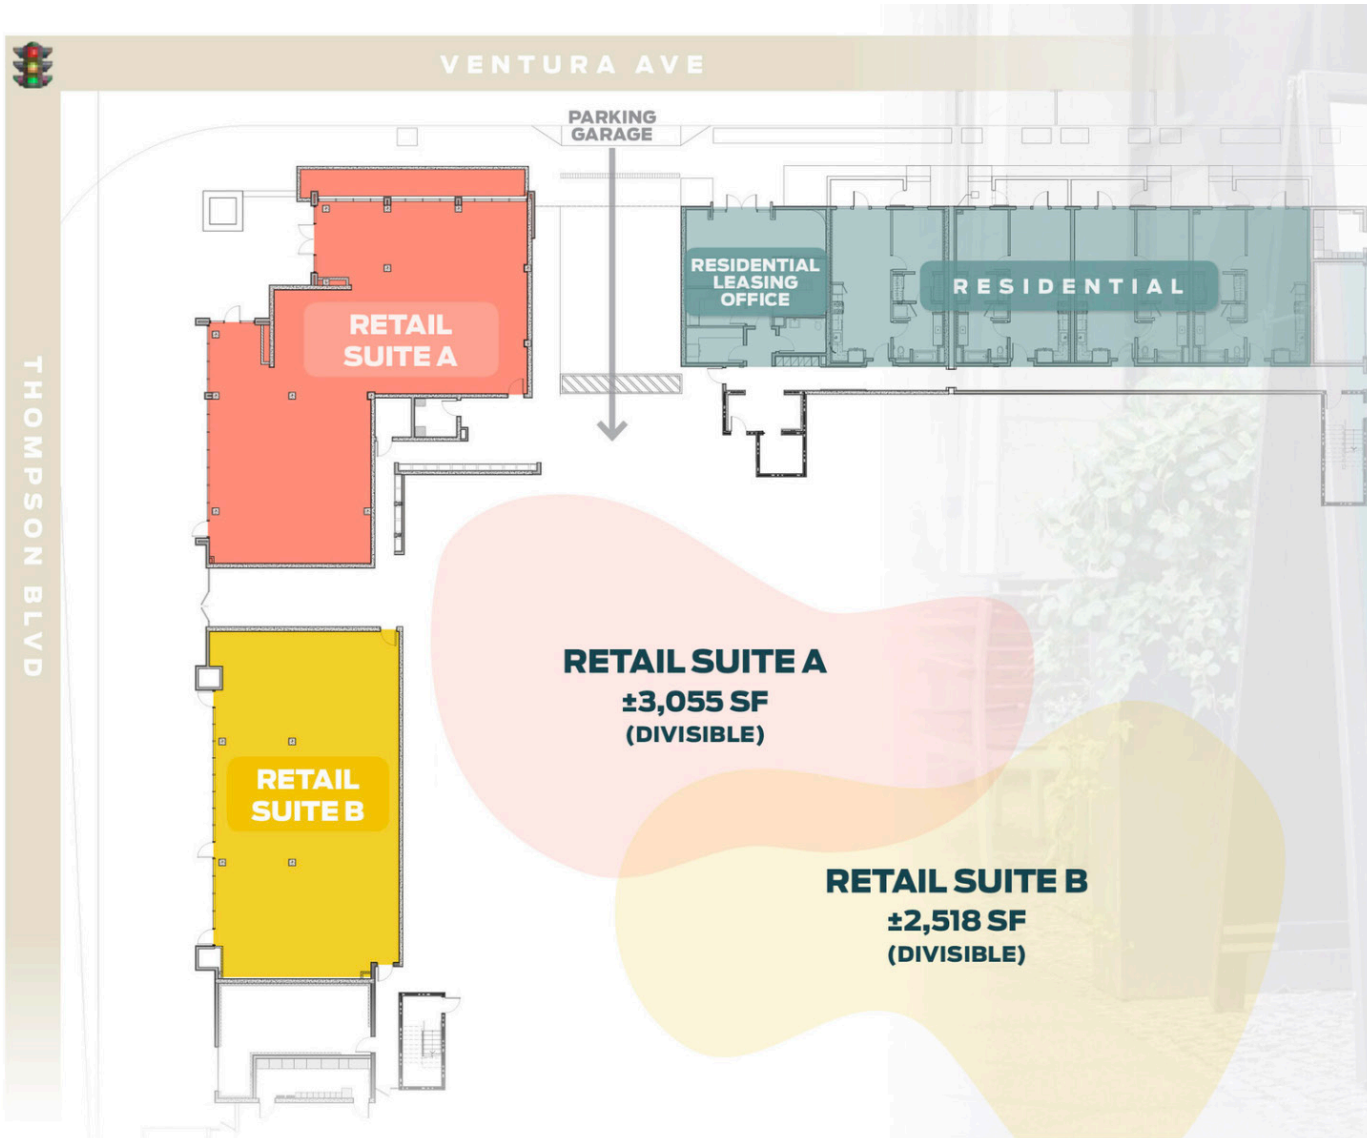 VENTURA AVE
PARKING
GARAGE
THOMPSON BLVD
RETAIL
SUITE A
RESIDENTIAL
LEASING
OFFICE
RESIDENTIAL
RETAIL SUITE A
±3,055 SF
(DIVISIBLE)
RETAIL
SUITE B
RETAIL SUITE B
±2,518 SF
(DIVISIBLE)